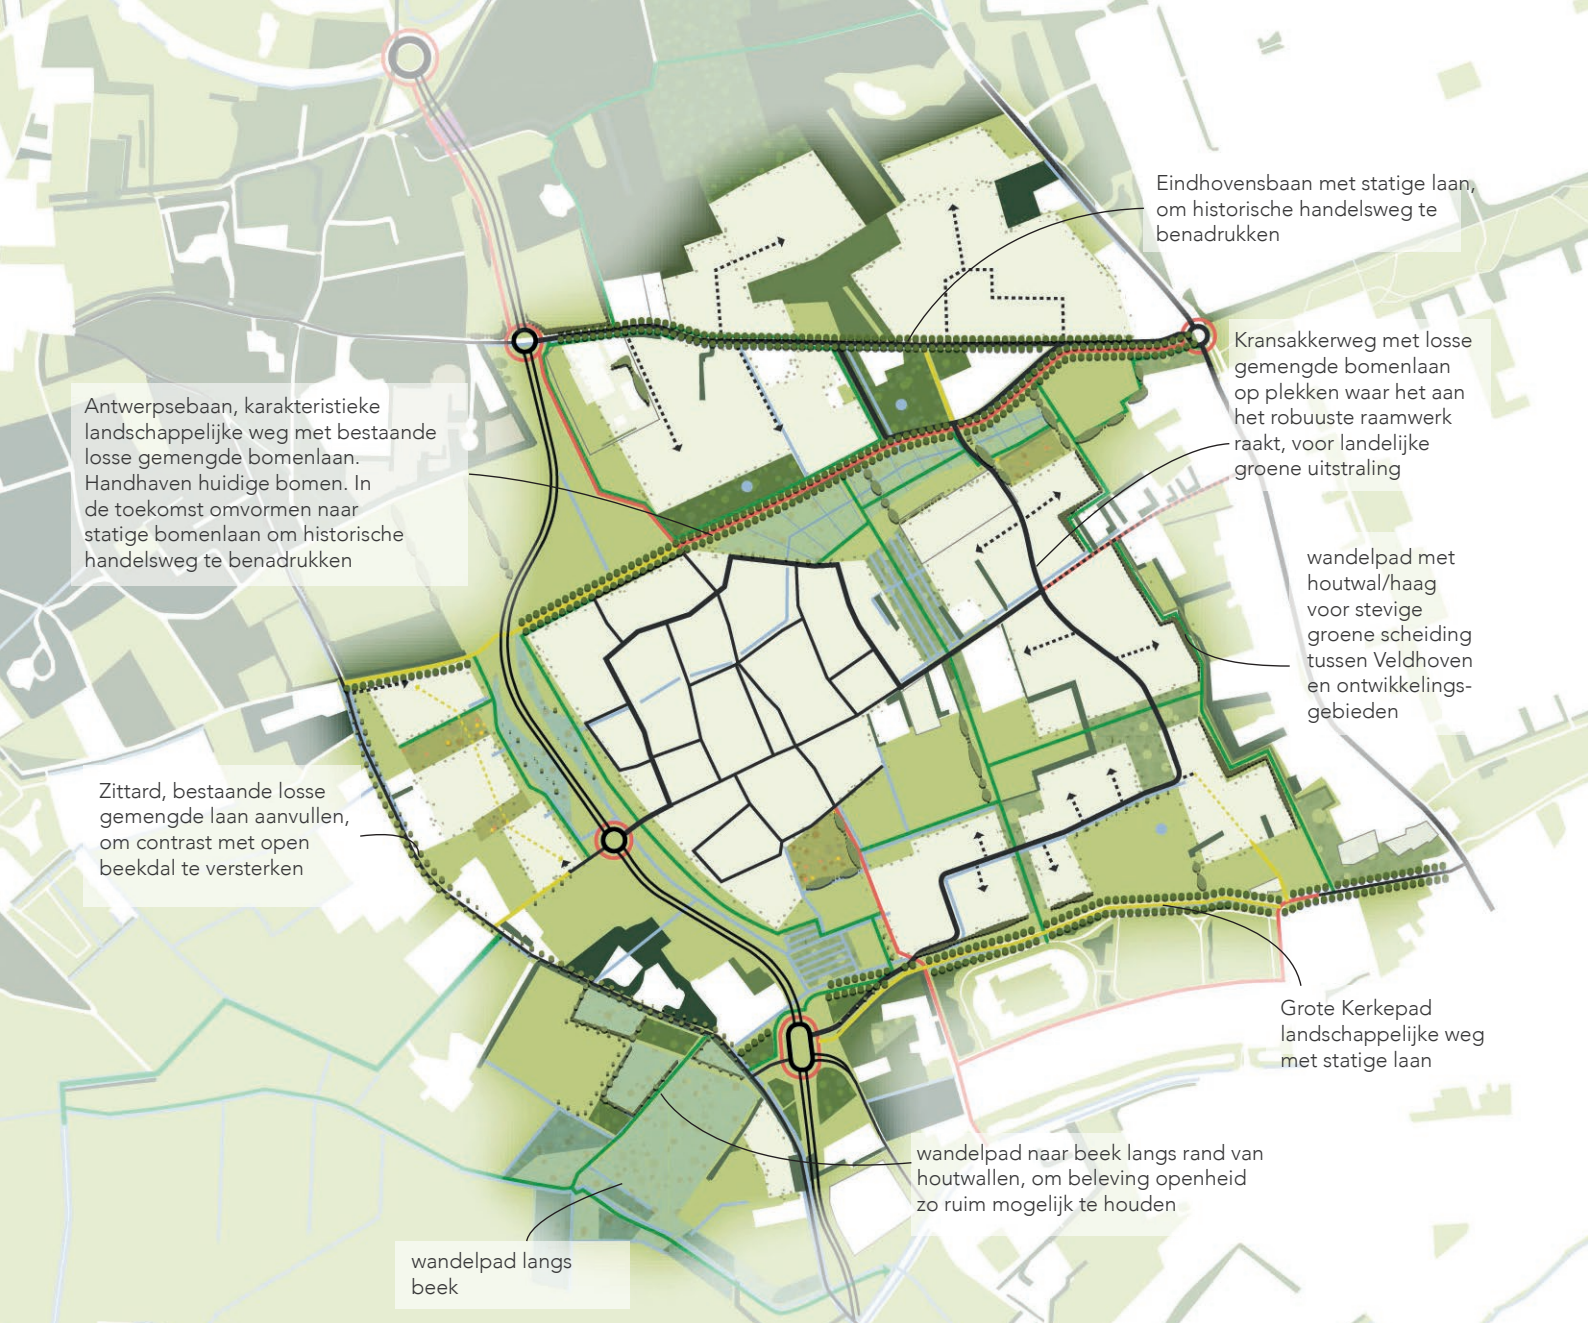 Eindhovensbaan met statige laan,
om historische handelsweg te
benadrukken
Kransakkerweg met losse
gemengde bomenlaan
op plekken waar het aan
het robuuste raamwerk
raakt, voor landelijke
groene uitstraling
Antwerpsebaan, karakteristieke
landschappelijke weg met bestaande
losse gemengde bomenlaan.
Handhaven huidige bomen. In
de toekomst omvormen naar
statige bomenlaan om historische
handelsweg te benadrukken
wandelpad met
houtwal/haag
voor stevige
groene scheiding
tussen Veldhoven
en ontwikkelings-
gebieden
Zittard, bestaande losse
gemengde laan aanvullen,
om contrast met open
beekdal te versterken
Grote Kerkepad
landschappelijke weg
met statige laan
wandelpad naar beek langs rand van
houtwallen, om beleving openheid
zo ruim mogelijk te houden
wandelpad langs
beek